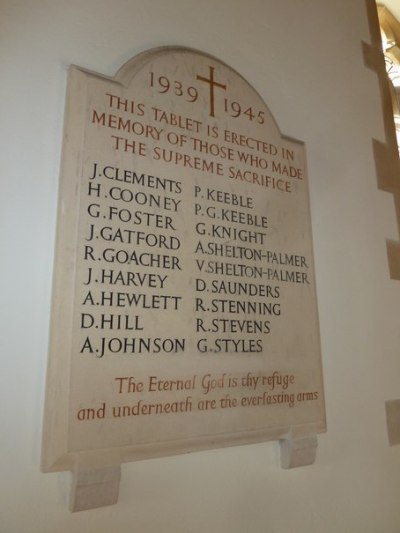 1939 1945
THIS TABLET IS ERECTED IN
MEMORY OF THOSE WHO MADE
THE SUPREME SACRIFICE
J. CLEMENTS
H. COONEY
G. FOSTER
J. GATFORD
R. GOACHER
J. HARVEY
A. HEWLETT
D. HILL
A. JOHNSON
P. KEEBLE
P. G. KEEBLE
G. KNIGHT
A. SHELTON-PALMER
V. SHELTON-PALMER
D. SAUNDERS
R. STENNING
R. STEVENS
G. STYLES
The Eternal God is thy refuge
and underneath are the everlasting arms